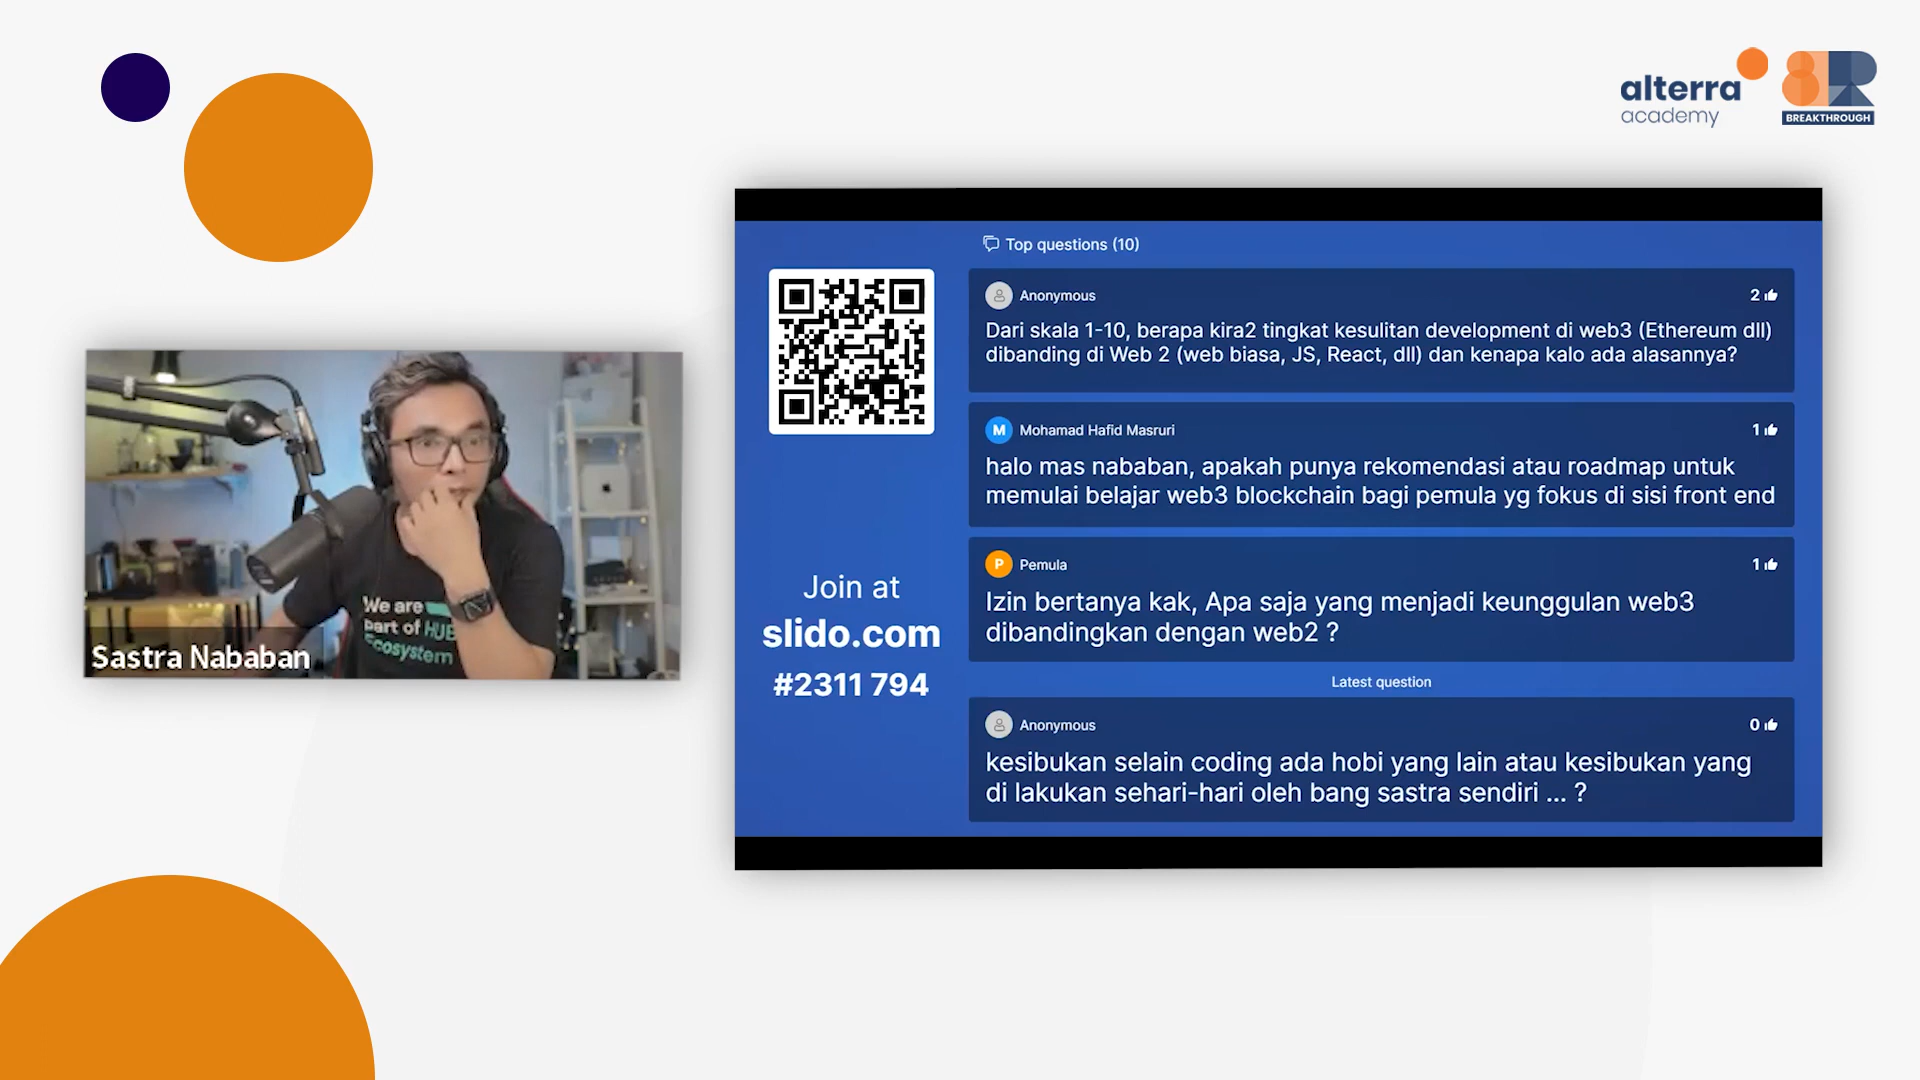 alterra
academy
BREAKTHROUGH
Sastra Nababan
We are
part of HUB
Ecosystem
Join at
slido.com
#2311 794
Top questions (10)
Anonymous
2
Dari skala 1-10, berapa kira2 tingkat kesulitan development di web3 (Ethereum dll)
dibanding di Web 2 (web biasa, JS, React, dll) dan kenapa kalo ada alasannya?
M
Mohamad Hafid Masruri
1
halo mas nababan, apakah punya rekomendasi atau roadmap untuk
memulai belajar web3 blockchain bagi pemula yg fokus di sisi front end
P
Pemula
1
Izin bertanya kak, Apa saja yang menjadi keunggulan web3
dibandingkan dengan web2 ?
Latest question
Anonymous
0
kesibukan selain coding ada hobi yang lain atau kesibukan yang
di lakukan sehari-hari oleh bang sastra sendiri ... ?